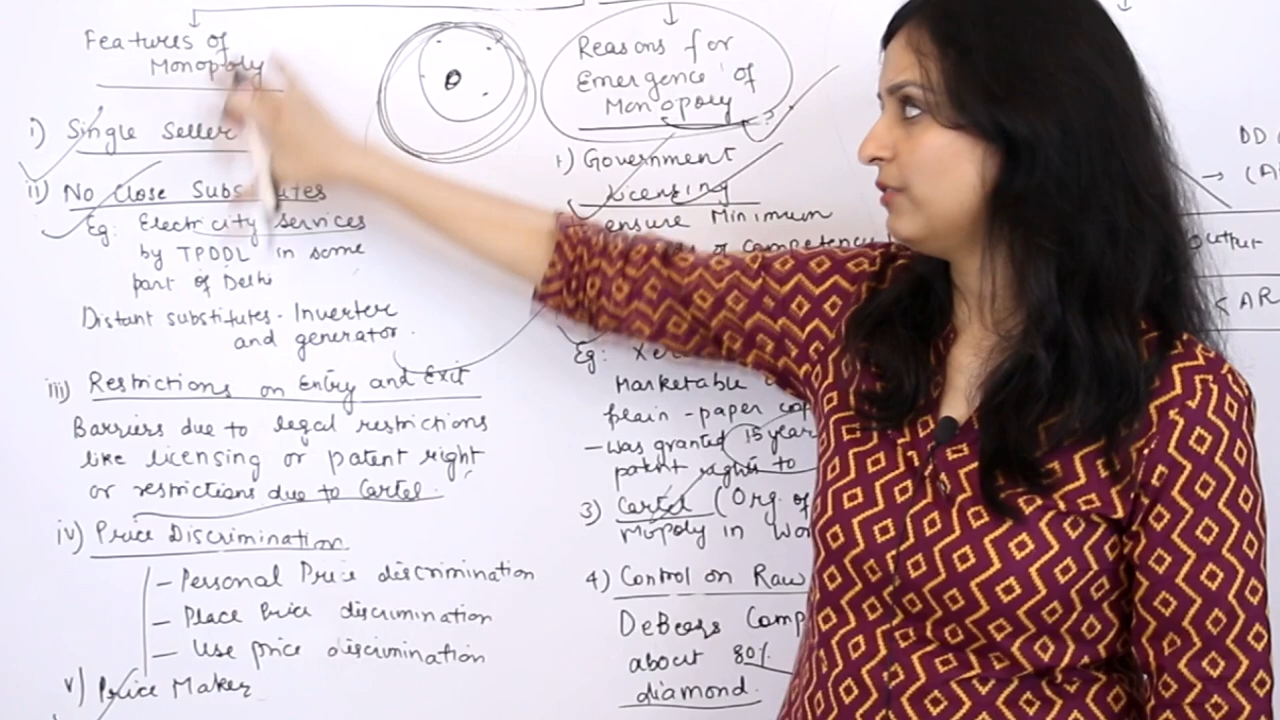 Features of
Monopoly
i) Single Seller
ii) No Close Substitutes
Eg: Electricity Services
by TPDDL in some
part of Delhi
Distant substitutes - Inverter
and generator.
iii) Restrictions on Entry and Exit
Barriers due to legal restrictions
like licensing or patent right
or restrictions due to Cartel.
iv) Price Discrimination
- Personal Price discrimination
- Place Price discrimination
- Use price discrimination
v) Price Maker
Reasons for
Emergence of
Monopoly ?
1) Government
Licensing
ensure Minimum
of competency
Eg:
Marketable
plain - paper
- was granted 15 year
patent rights to
3) Cartel (Org. of
Mopoly in
4) Control on Raw
DeBeers Comp
about 80%
diamond.
DD
→ (A
output
< AR